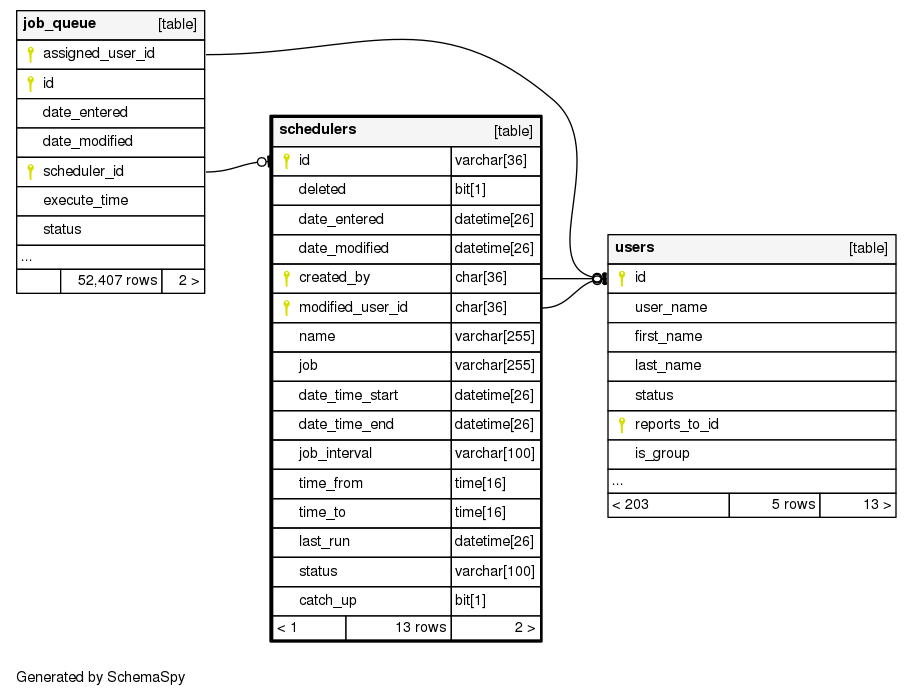 job_queue [table]
assigned_user_id
id
date_entered
date_modified
scheduler_id
execute_time
status
...
52,407 rows 2 >
schedulers [table]
id varchar[36]
deleted bit[1]
date_entered datetime[26]
date_modified datetime[26]
created_by char[36]
modified_user_id char[36]
name varchar[255]
job varchar[255]
date_time_start datetime[26]
date_time_end datetime[26]
job_interval varchar[100]
time_from time[16]
time_to time[16]
last_run datetime[26]
status varchar[100]
catch_up bit[1]
< 1 13 rows 2 >
users [table]
id
user_name
first_name
last_name
status
reports_to_id
is_group
...
< 203 5 rows 13 >
Generated by SchemaSpy